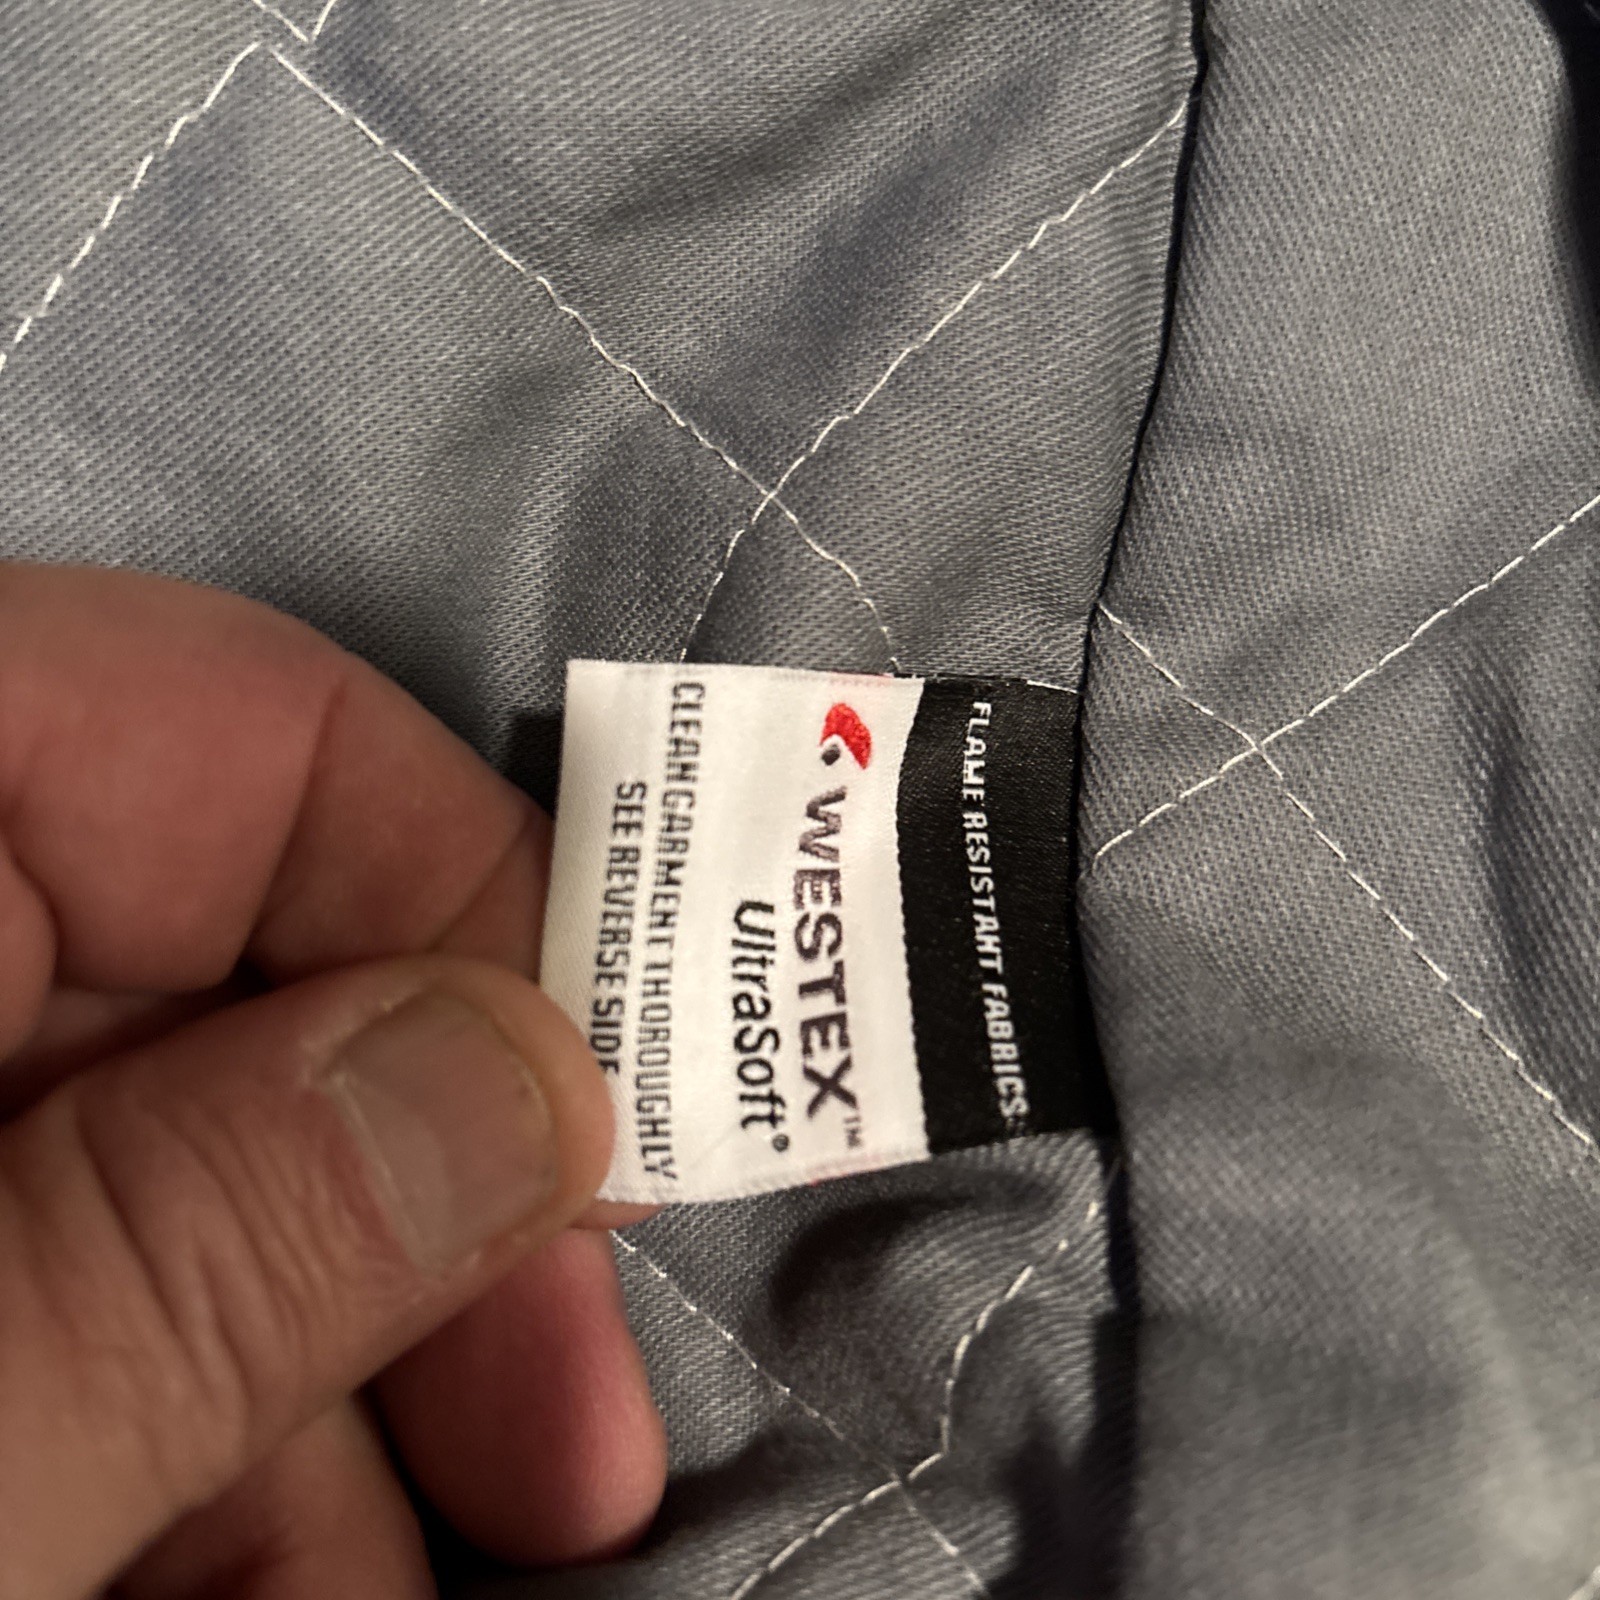 FLAME RESISTANT FABRICS
WESTEX™
UltraSoft®
CLEAN GARMENT THOROUGHLY
SEE REVERSE SIDE